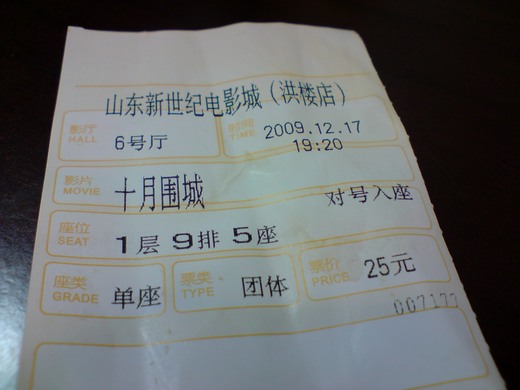 山东新世纪电影城(洪楼店)
影厅 HALL 6号厅 时间 TIME 2009.12.17 19:20
影片 MOVIE 十月围城 对号入座
座位 SEAT 1层9排5座
座类 GRADE 单座 票类 TYPE 团体 票价 PRICE 25元
007177